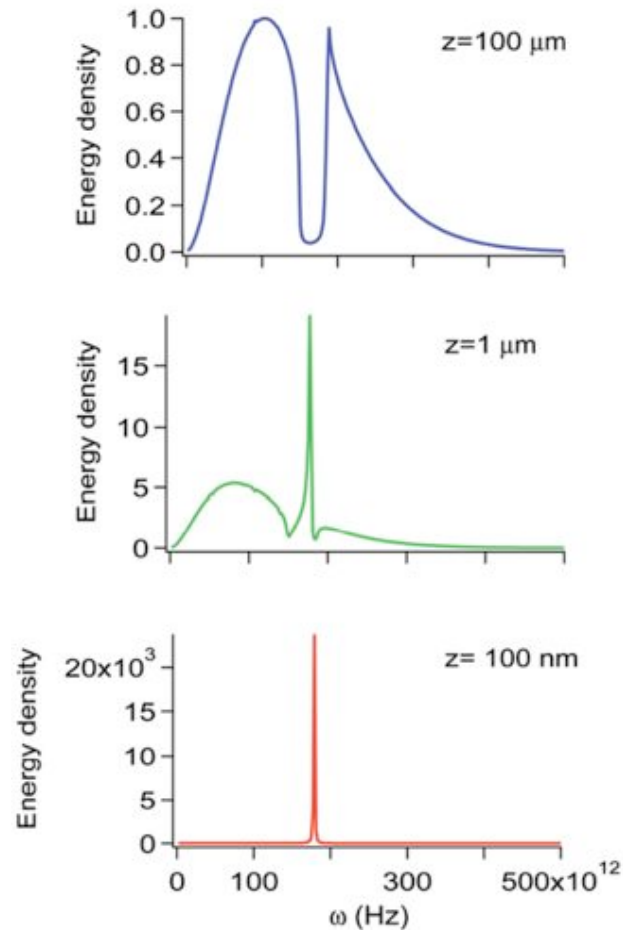 1.0
z=100 μm
0.8
0.6
0.4
0.2
0.0
Energy density
z=1 μm
15
10
5
0
Energy density
20x10³
z= 100 nm
15
10
5
0
Energy density
0 100 300 500x10¹²
ω (Hz)